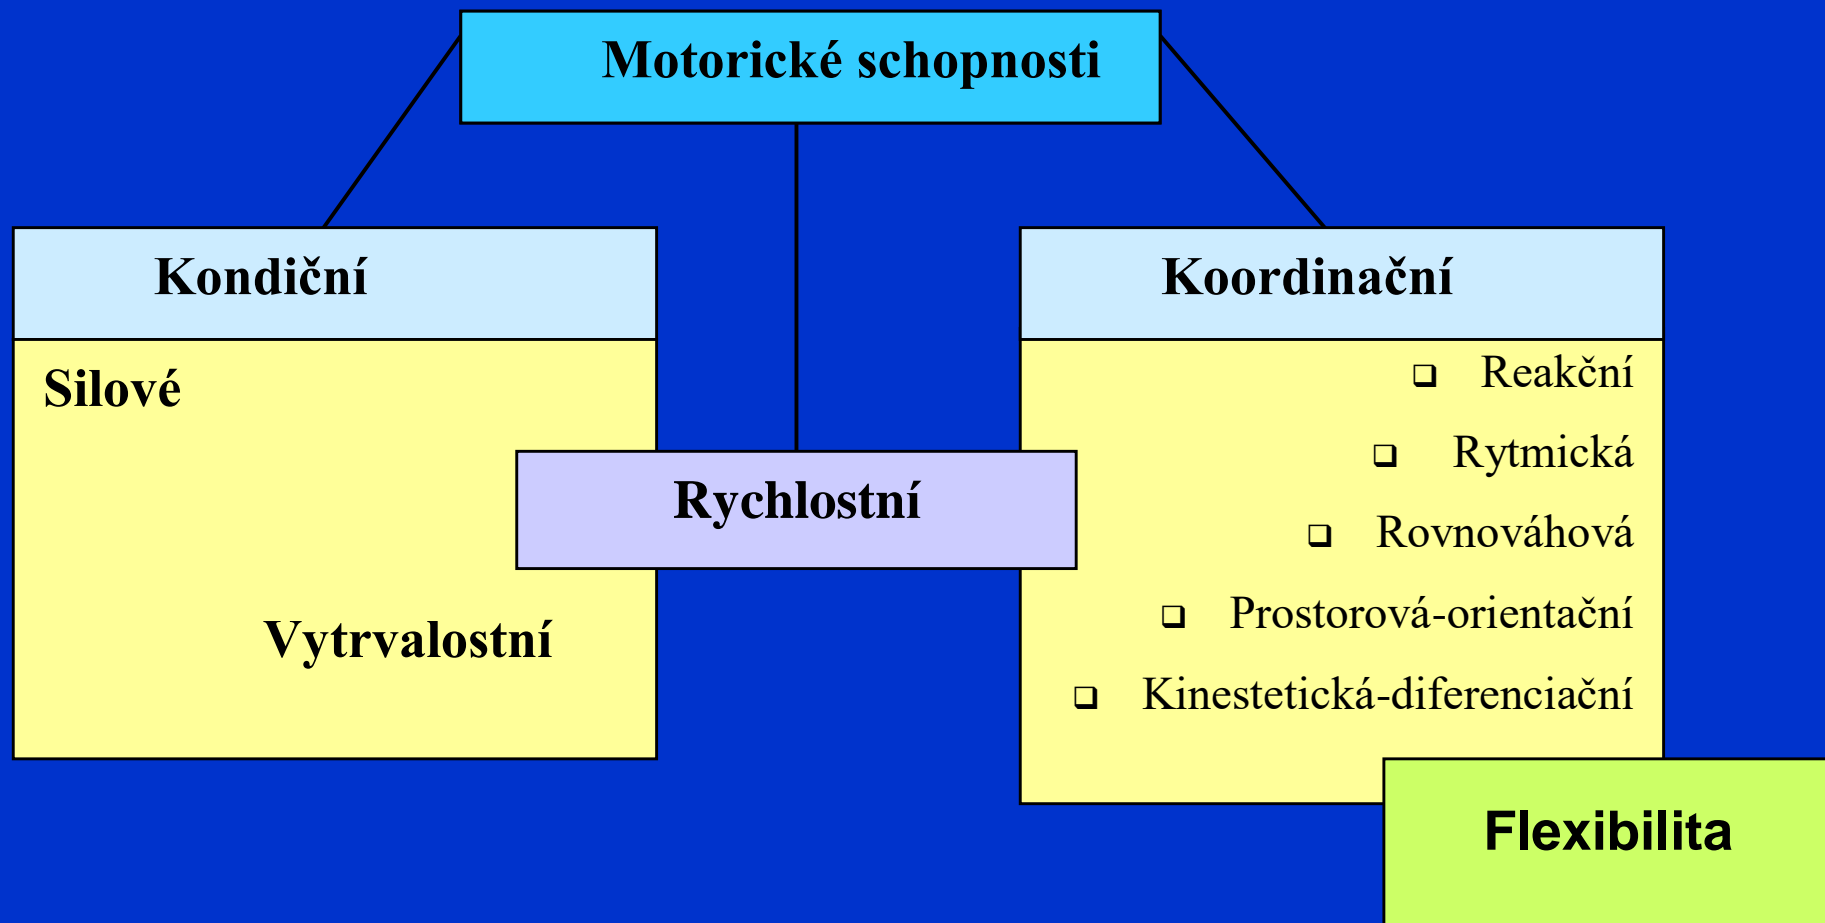 Motorické schopnosti
Kondiční
Silové
Vytrvalostní
Rychlostní
Koordinační
❑ Reakční
❑ Rytmická
❑ Rovnováhová
❑ Prostorová-orientační
❑ Kinestetická-diferenciační
Flexibilita